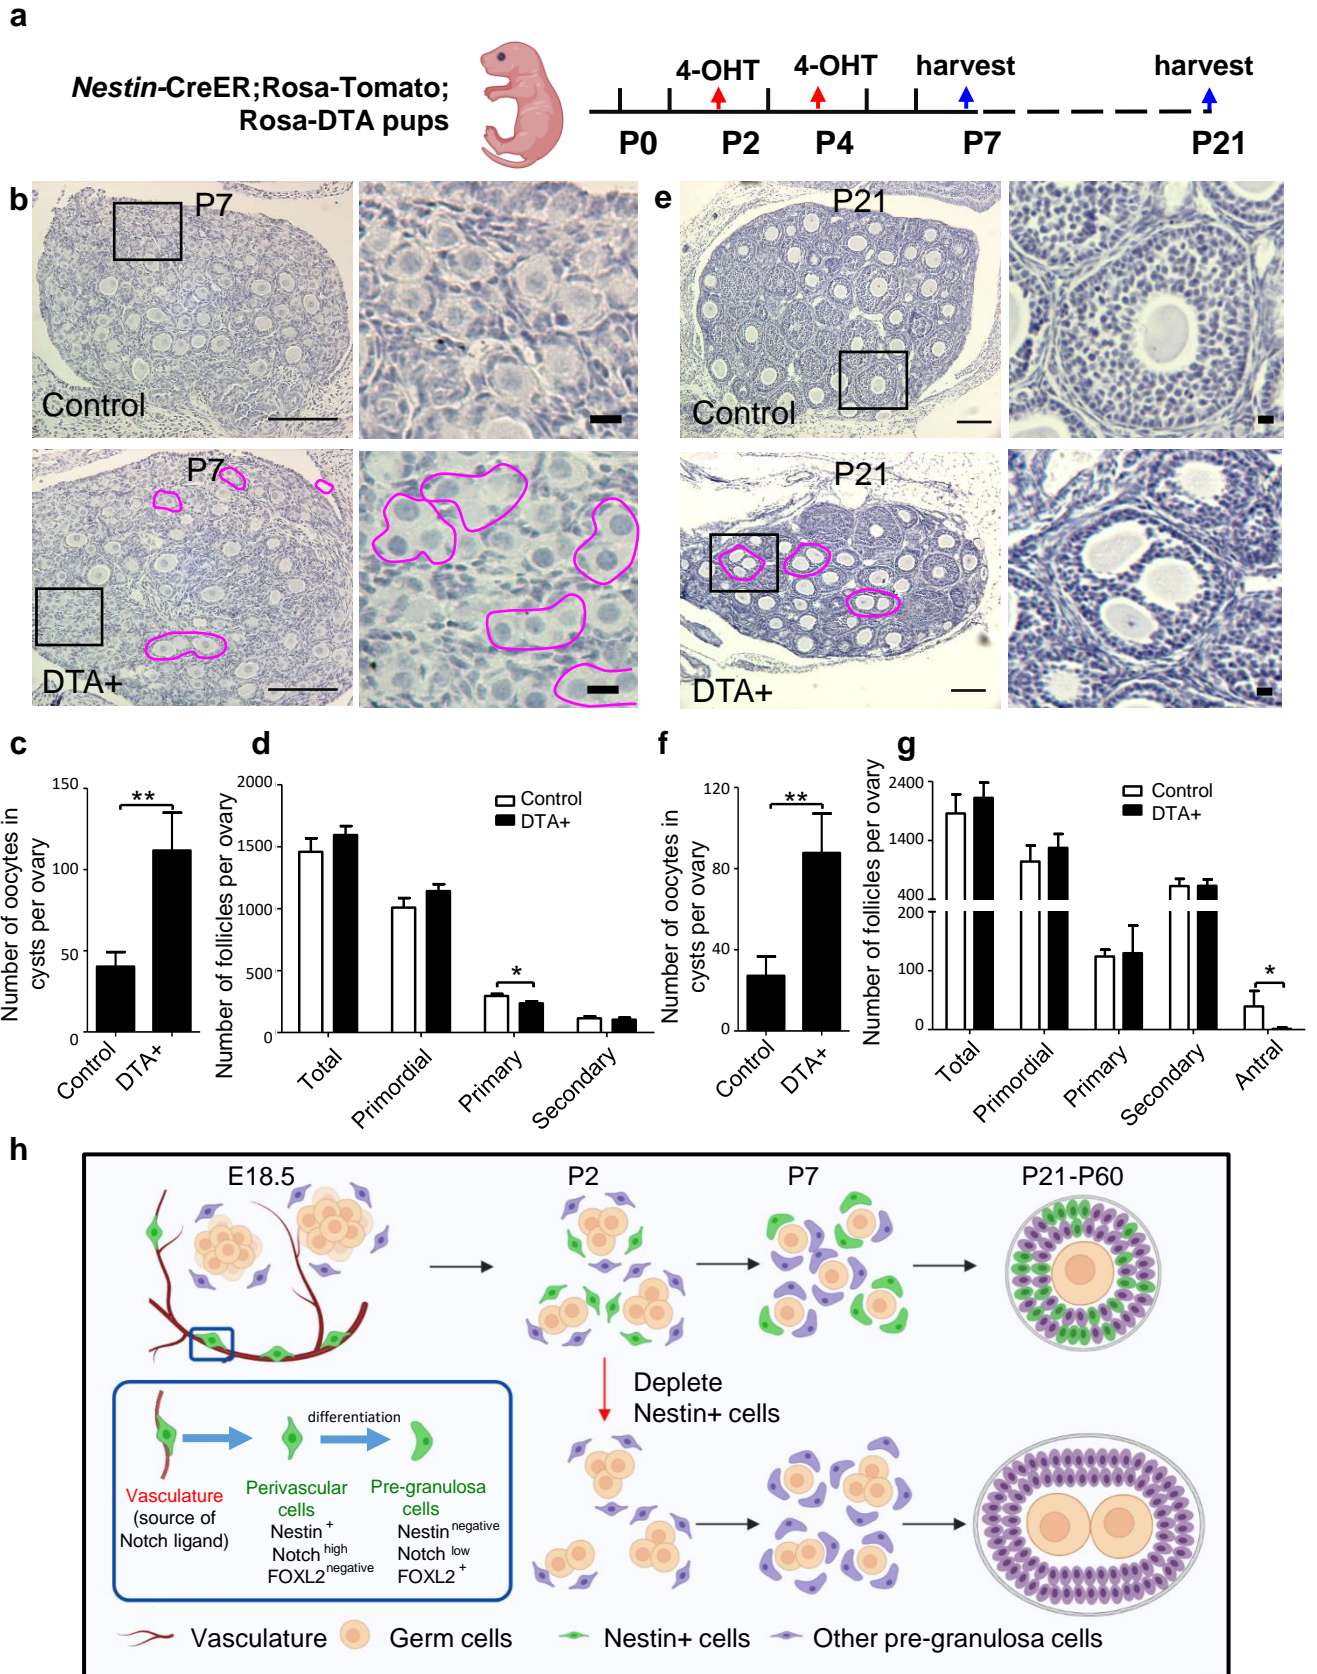 a
Nestin-CreER;Rosa-Tomato;
Rosa-DTA pups
4-OHT 4-OHT harvest harvest
P0 P2 P4 P7 P21
b
P7
Control
P7
DTA+
e
P21
Control
P21
DTA+
c
Number of oocytes in
cysts per ovary
150
100
50
0
**
Control
DTA+
d
Number of follicles per ovary
2000
1500
1000
500
0
Control
DTA+
*
Total
Primordial
Primary
Secondary
f
Number of oocytes in
cysts per ovary
120
80
40
0
**
Control
DTA+
g
Number of follicles per ovary
2400
1400
400
200
100
0
Control
DTA+
*
Total
Primordial
Primary
Secondary
Antral
h
E18.5 P2 P7 P21-P60
Deplete
Nestin+ cells
differentiation
Vasculature
(source of
Notch ligand)
Perivascular
cells
Nestin +
Notch high
FOXL2 negative
Pre-granulosa
cells
Nestin negative
Notch low
FOXL2 +
Vasculature Germ cells Nestin+ cells Other pre-granulosa cells